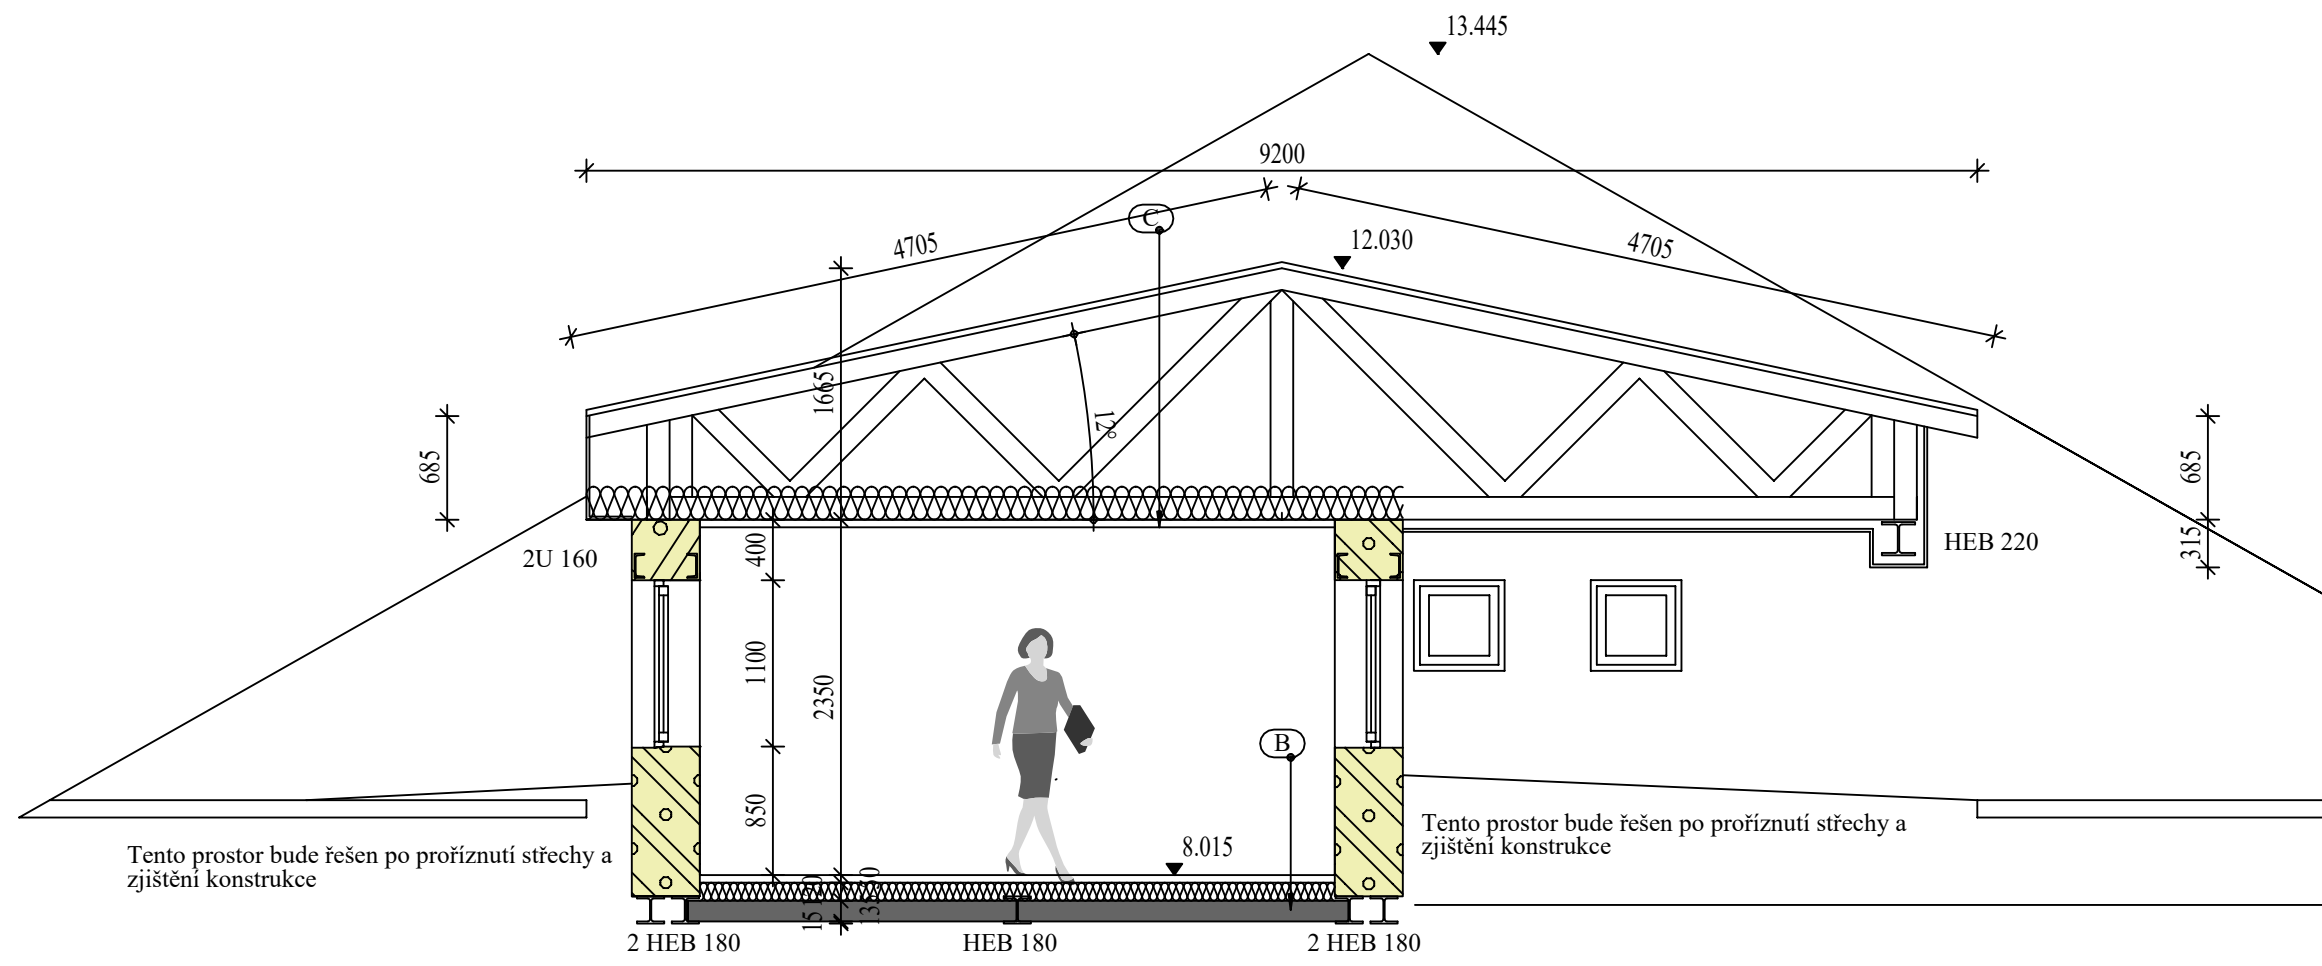 13.445
9200
C
4705
12.030
4705
1665
12°
685
685
315
2U 160
400
HEB 220
1100
2350
B
850
8.015
Tento prostor bude řešen po proříznutí střechy a
zjištění konstrukce
Tento prostor bude řešen po proříznutí střechy a
zjištění konstrukce
2 HEB 180
HEB 180
2 HEB 180